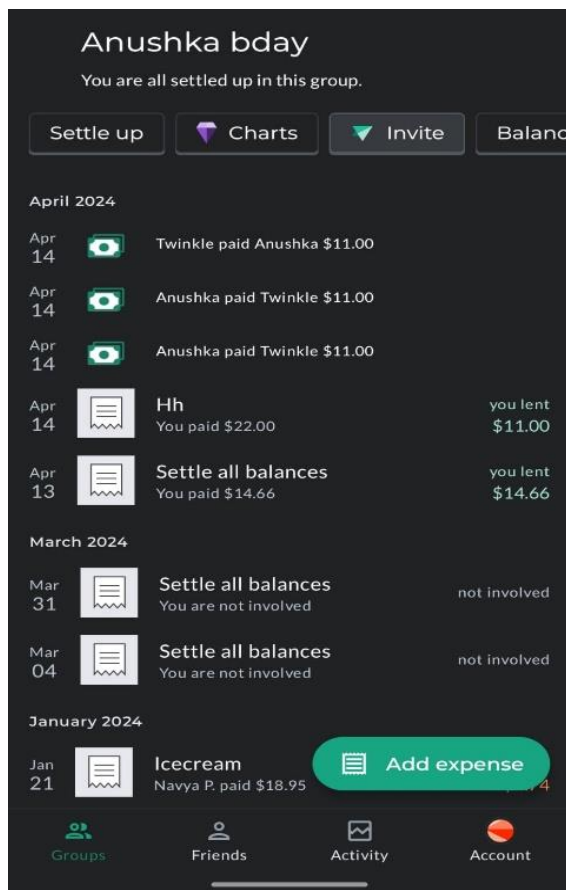 Anushka bday
You are all settled up in this group.
Settle up Charts Invite Balanc
April 2024
Apr 14 Twinkle paid Anushka $11.00
Apr 14 Anushka paid Twinkle $11.00
Apr 14 Anushka paid Twinkle $11.00
Apr 14 Hh you lent
You paid $22.00 $11.00
Apr 13 Settle all balances you lent
You paid $14.66 $14.66
March 2024
Mar 31 Settle all balances not involved
You are not involved
Mar 04 Settle all balances not involved
You are not involved
January 2024
Jan 21 Icecream
Navya P. paid $18.95
Add expense
Groups Friends Activity Account